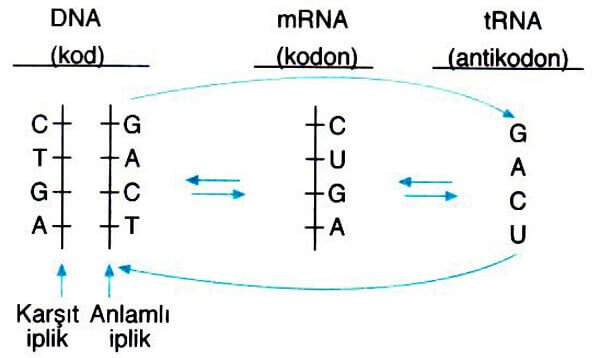 DNA mRNA tRNA
(kod) (kodon) (antikodon)
C G C G
T A U A
G C G C
A T A U
Karşıt Anlamlı
iplik iplik